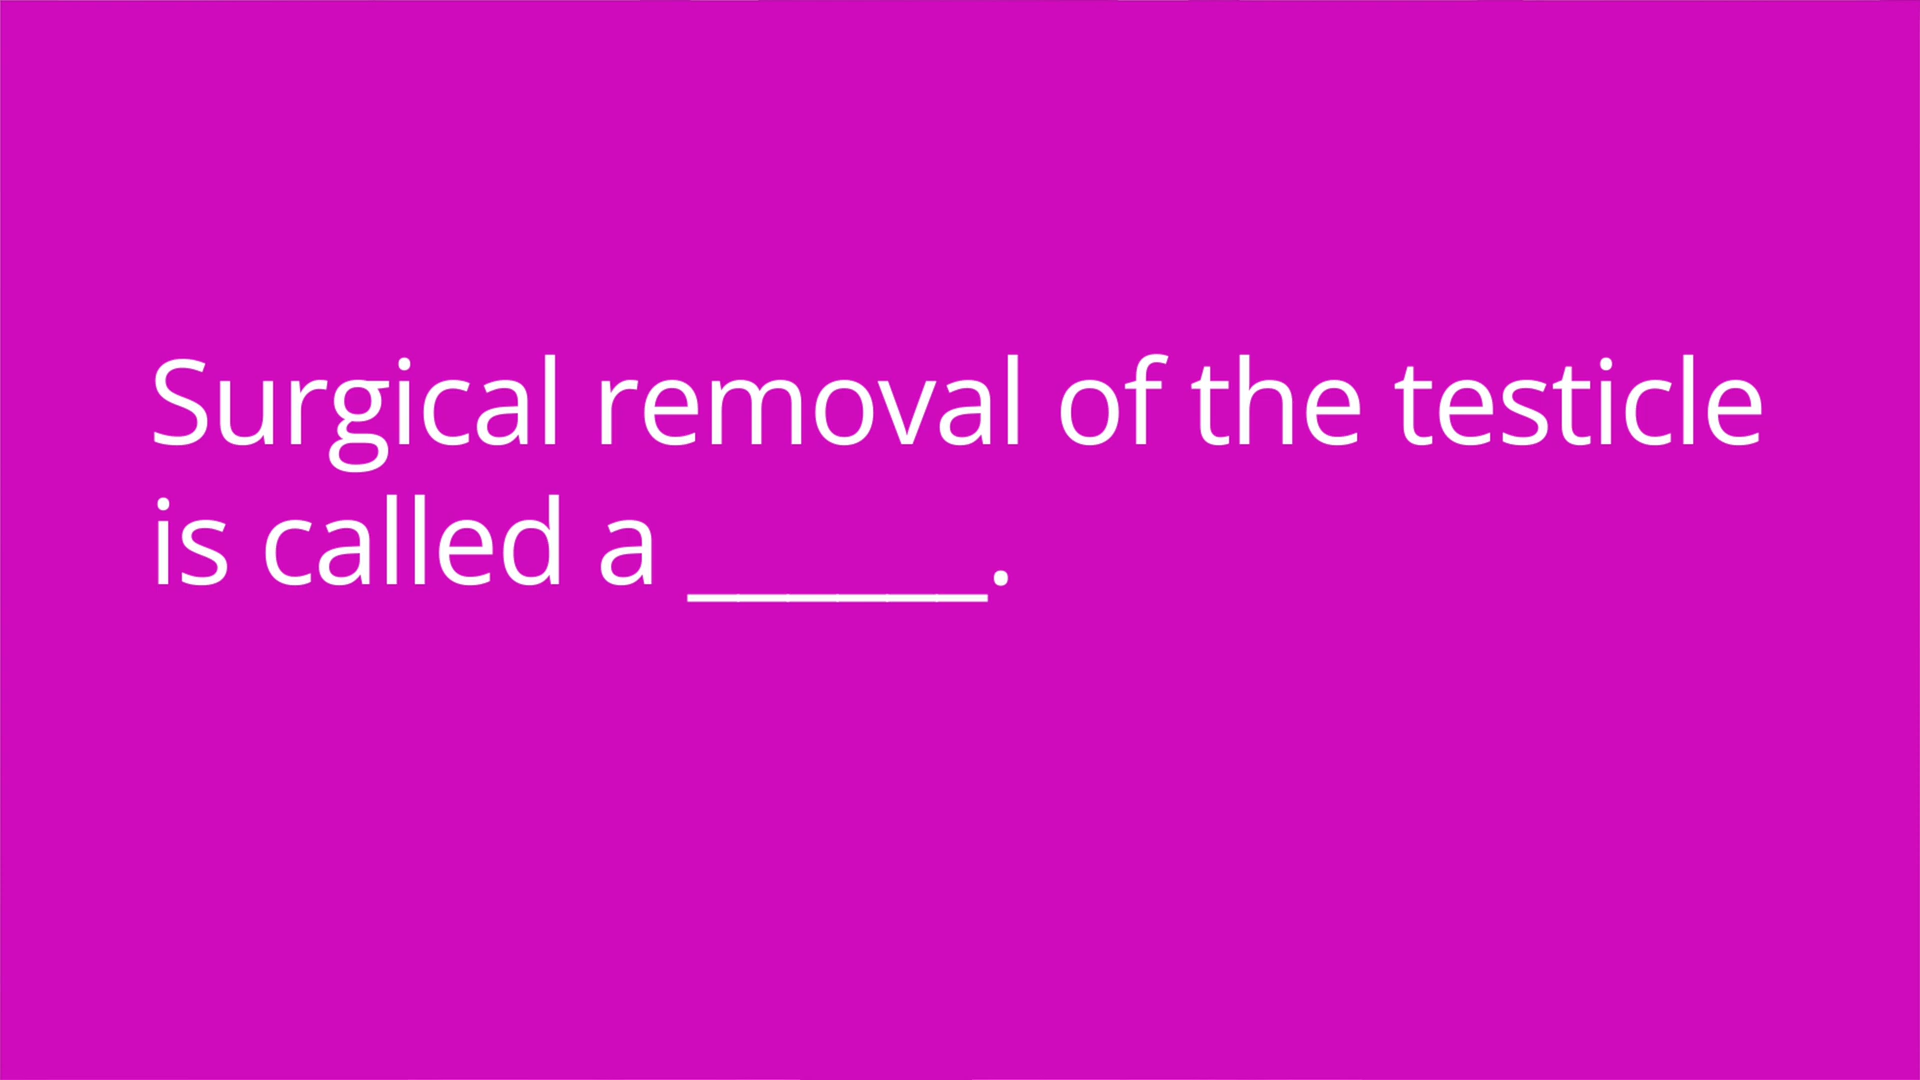 Surgical removal of the testicle
is called a ______.